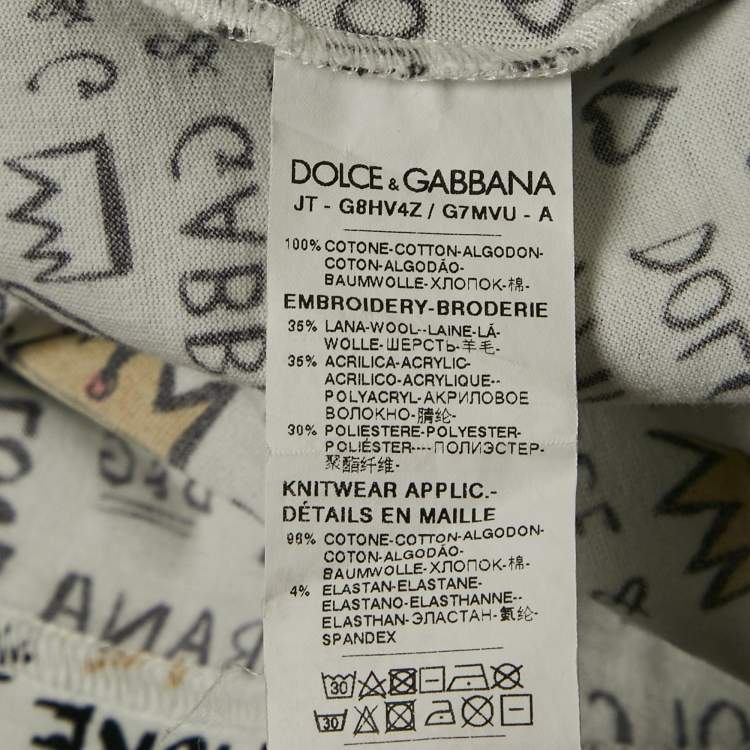 DOLCE & GABBANA
JT - G8HV4Z / G7MVU - A
100% COTONE-COTTON-ALGODON-
COTON-ALGODÃO-
BAUMWOLLE-ХЛОПОК-棉-
EMBROIDERY-BRODERIE
35% LANA-WOOL--LAINE-LÃ-
WOLLE-ШЕРСТЬ-羊毛-
35% ACRILICA-ACRYLIC-
ACRILICO-ACRYLIQUE--
POLYACRYL-АКРИЛОВОЕ
ВОЛОКНО-腈纶-
30% POLIESTERE-POLYESTER-
POLIÉSTER----ПОЛИЭСТЕР-
聚酯纤维-
KNITWEAR APPLIC.-
DÉTAILS EN MAILLE
96% COTONE-COTTON-ALGODON-
COTON-ALGODÃO-
BAUMWOLLE-ХЛОПОК-棉-
4% ELASTAN-ELASTANE-
ELASTANO-ELASTHANNE--
ELASTHAN-ЭЛАСТАН-氨纶-
SPANDEX
30
30
& G
GABBA
D&G
BANA
DOL